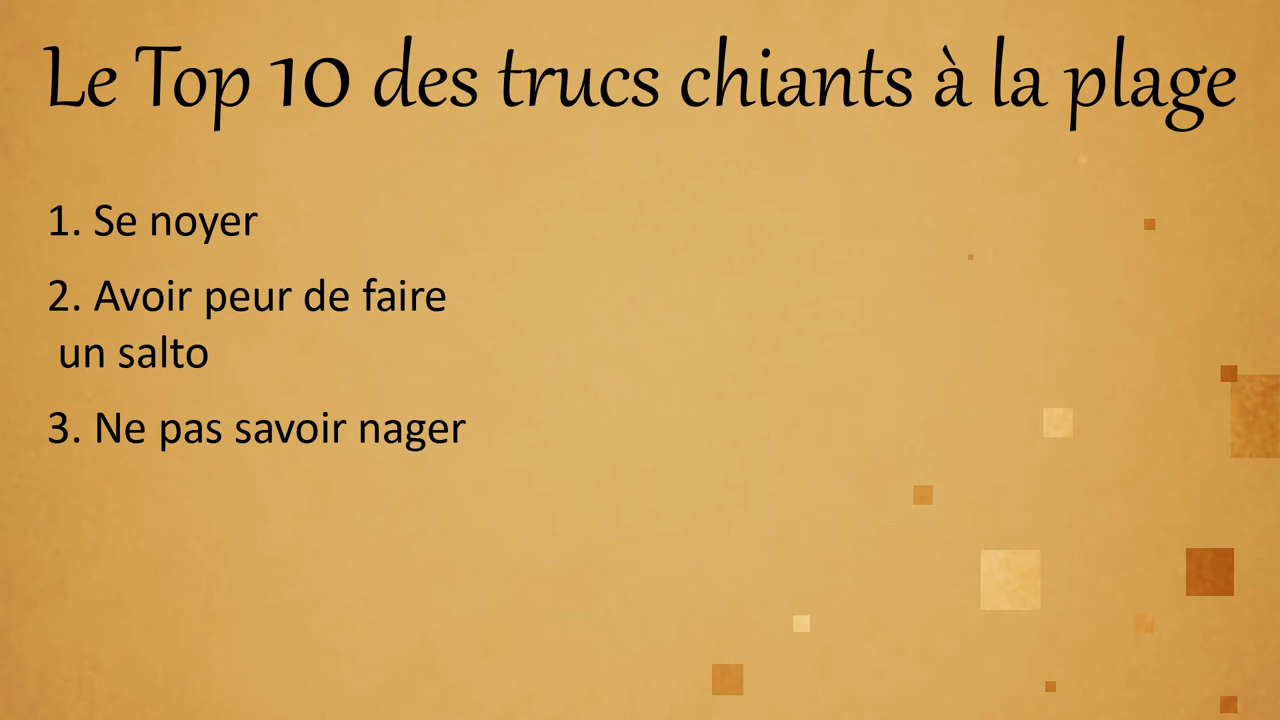 Le Top 10 des trucs chiants à la plage
1. Se noyer
2. Avoir peur de faire
un salto
3. Ne pas savoir nager